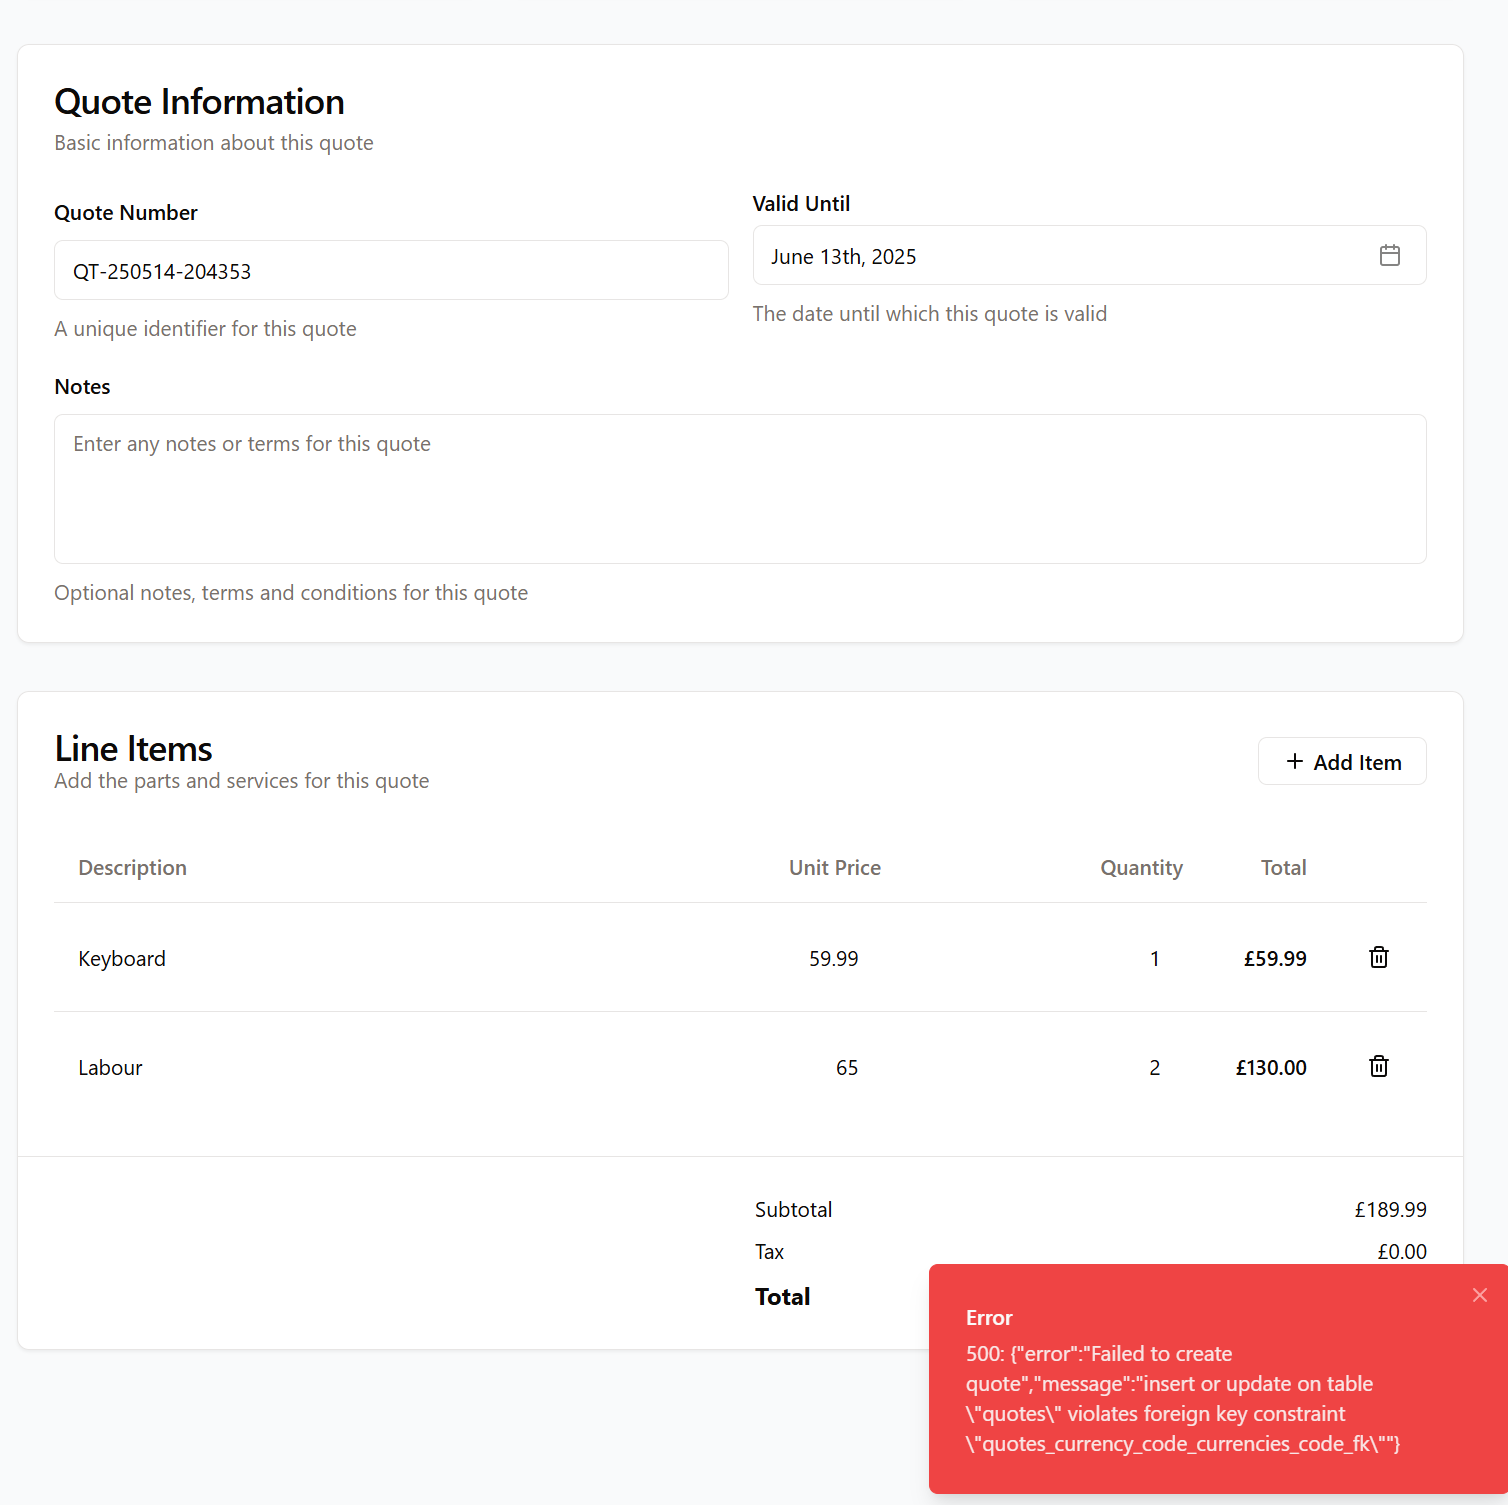 Quote Information
Basic information about this quote
Quote Number
Valid Until
QT-250514-204353
June 13th, 2025
A unique identifier for this quote
The date until which this quote is valid
Notes
Enter any notes or terms for this quote
Optional notes, terms and conditions for this quote
Line Items
Add the parts and services for this quote
+ Add Item
Description Unit Price Quantity Total
Keyboard 59.99 1 £59.99
Labour 65 2 £130.00
Subtotal £189.99
Tax £0.00
Total
Error
500: {"error":"Failed to create
quote","message":"insert or update on table
\"quotes\" violates foreign key constraint
\"quotes_currency_code_currencies_code_fk\""}